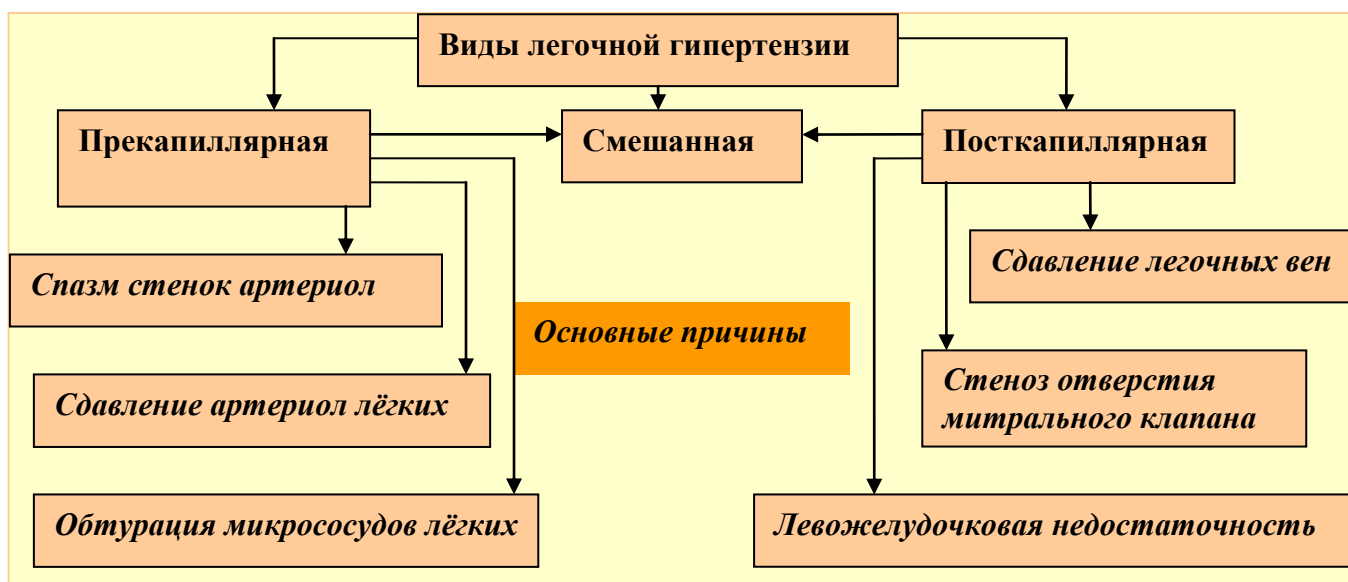 Виды легочной гипертензии
Прекапиллярная
Смешанная
Посткапиллярная
Спазм стенок артериол
Сдавление легочных вен
Основные причины
Сдавление артериол лёгких
Стеноз отверстия
митрального клапана
Обтурация микрососудов лёгких
Левожелудочковая недостаточность